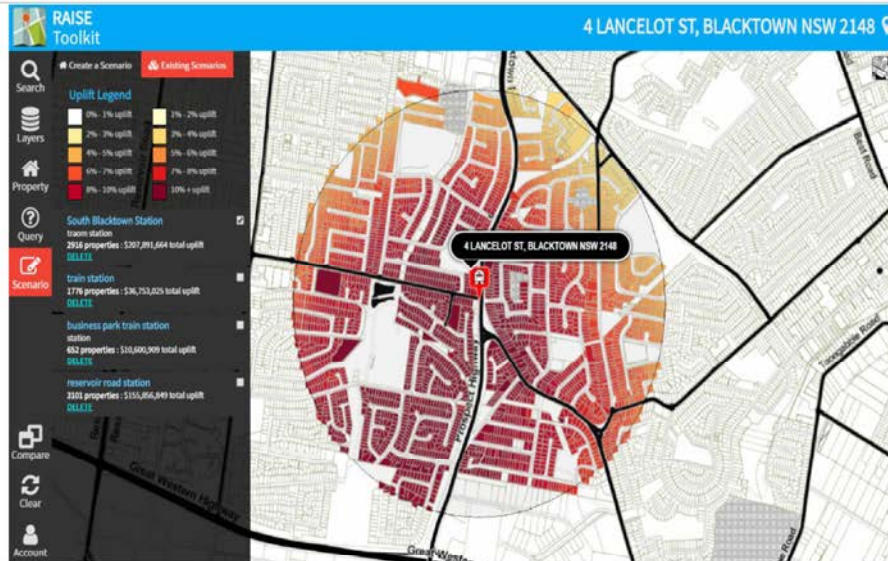 RAISE
Toolkit
4 LANCELOT ST, BLACKTOWN NSW 2148
Search
Layers
Property
Query
Scenario
Compare
Clear
Account
Create a Scenario
Existing Scenarios
Uplift Legend
0% - 1% uplift
1% - 2% uplift
2% - 3% uplift
3% - 4% uplift
4% - 5% uplift
5% - 6% uplift
6% - 7% uplift
7% - 8% uplift
8% - 10% uplift
10% + uplift
South Blacktown Station
traom station
2916 properties : $207,891,664 total uplift
DELETE
train station
1776 properties : $36,753,025 total uplift
DELETE
business park train station
station
652 properties : $10,600,909 total uplift
DELETE
reservoir road station
3101 properties : $155,856,849 total uplift
DELETE
4 LANCELOT ST, BLACKTOWN NSW 2148
Prospect Highway
Great Western Highway
Great West
Best Road
Toongabbie Road
Road